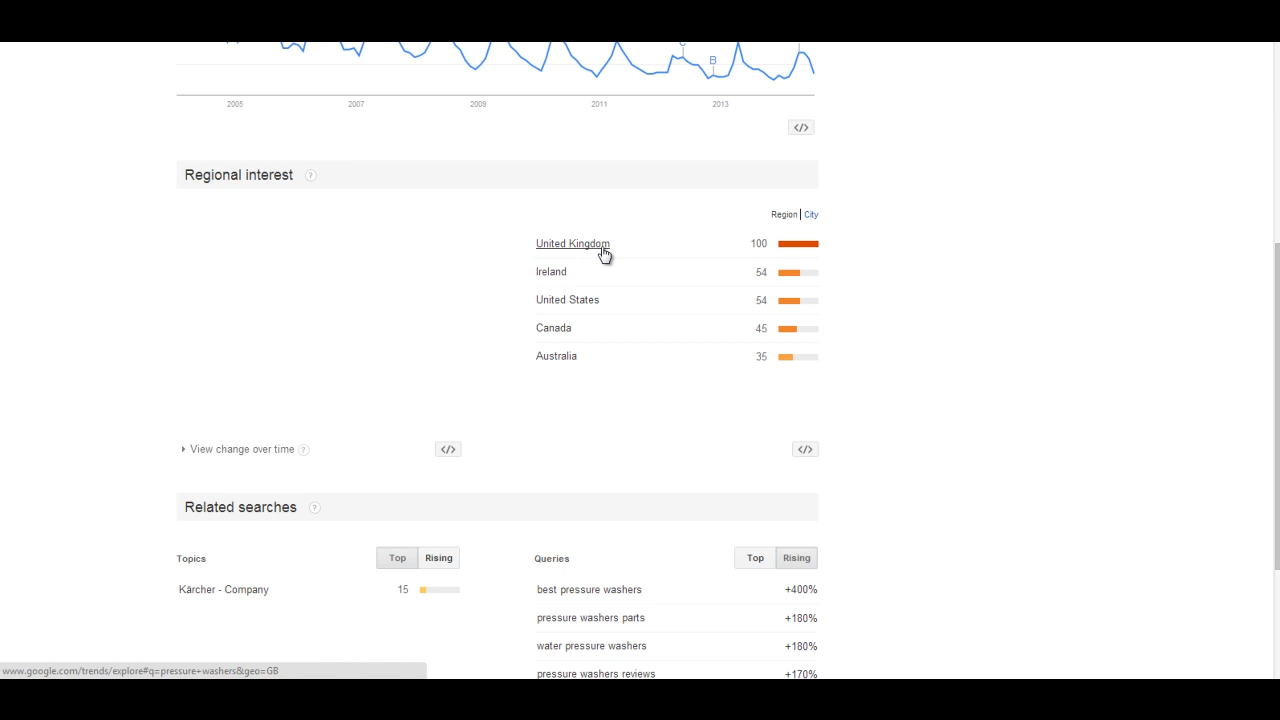 B
2005 2007 2009 2011 2013
</>
Regional interest ?
Region | City
United Kingdom 100
Ireland 54
United States 54
Canada 45
Australia 35
View change over time ? </> </>
Related searches ?
Topics Top Rising
Kärcher - Company 15
Queries Top Rising
best pressure washers +400%
pressure washers parts +180%
water pressure washers +180%
pressure washers reviews +170%
www.google.com/trends/explore#q=pressure+washers&geo=GB